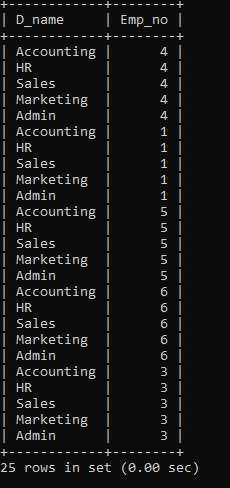 +------------+--------+
| D_name     | Emp_no |
+------------+--------+
| Accounting |      4 |
| HR         |      4 |
| Sales      |      4 |
| Marketing  |      4 |
| Admin      |      4 |
| Accounting |      1 |
| HR         |      1 |
| Sales      |      1 |
| Marketing  |      1 |
| Admin      |      1 |
| Accounting |      5 |
| HR         |      5 |
| Sales      |      5 |
| Marketing  |      5 |
| Admin      |      5 |
| Accounting |      6 |
| HR         |      6 |
| Sales      |      6 |
| Marketing  |      6 |
| Admin      |      6 |
| Accounting |      3 |
| HR         |      3 |
| Sales      |      3 |
| Marketing  |      3 |
| Admin      |      3 |
+------------+--------+
25 rows in set (0.00 sec)